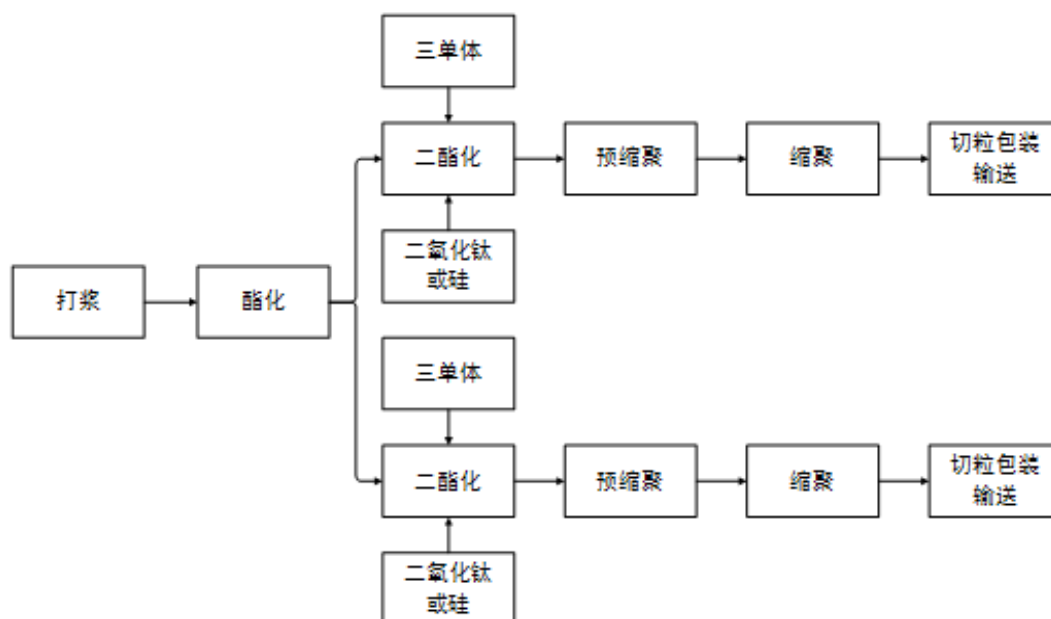 三单体
二酯化
预缩聚
缩聚
切粒包装
输送
二氧化钛
或硅
打浆
酯化
三单体
二酯化
预缩聚
缩聚
切粒包装
输送
二氧化钛
或硅